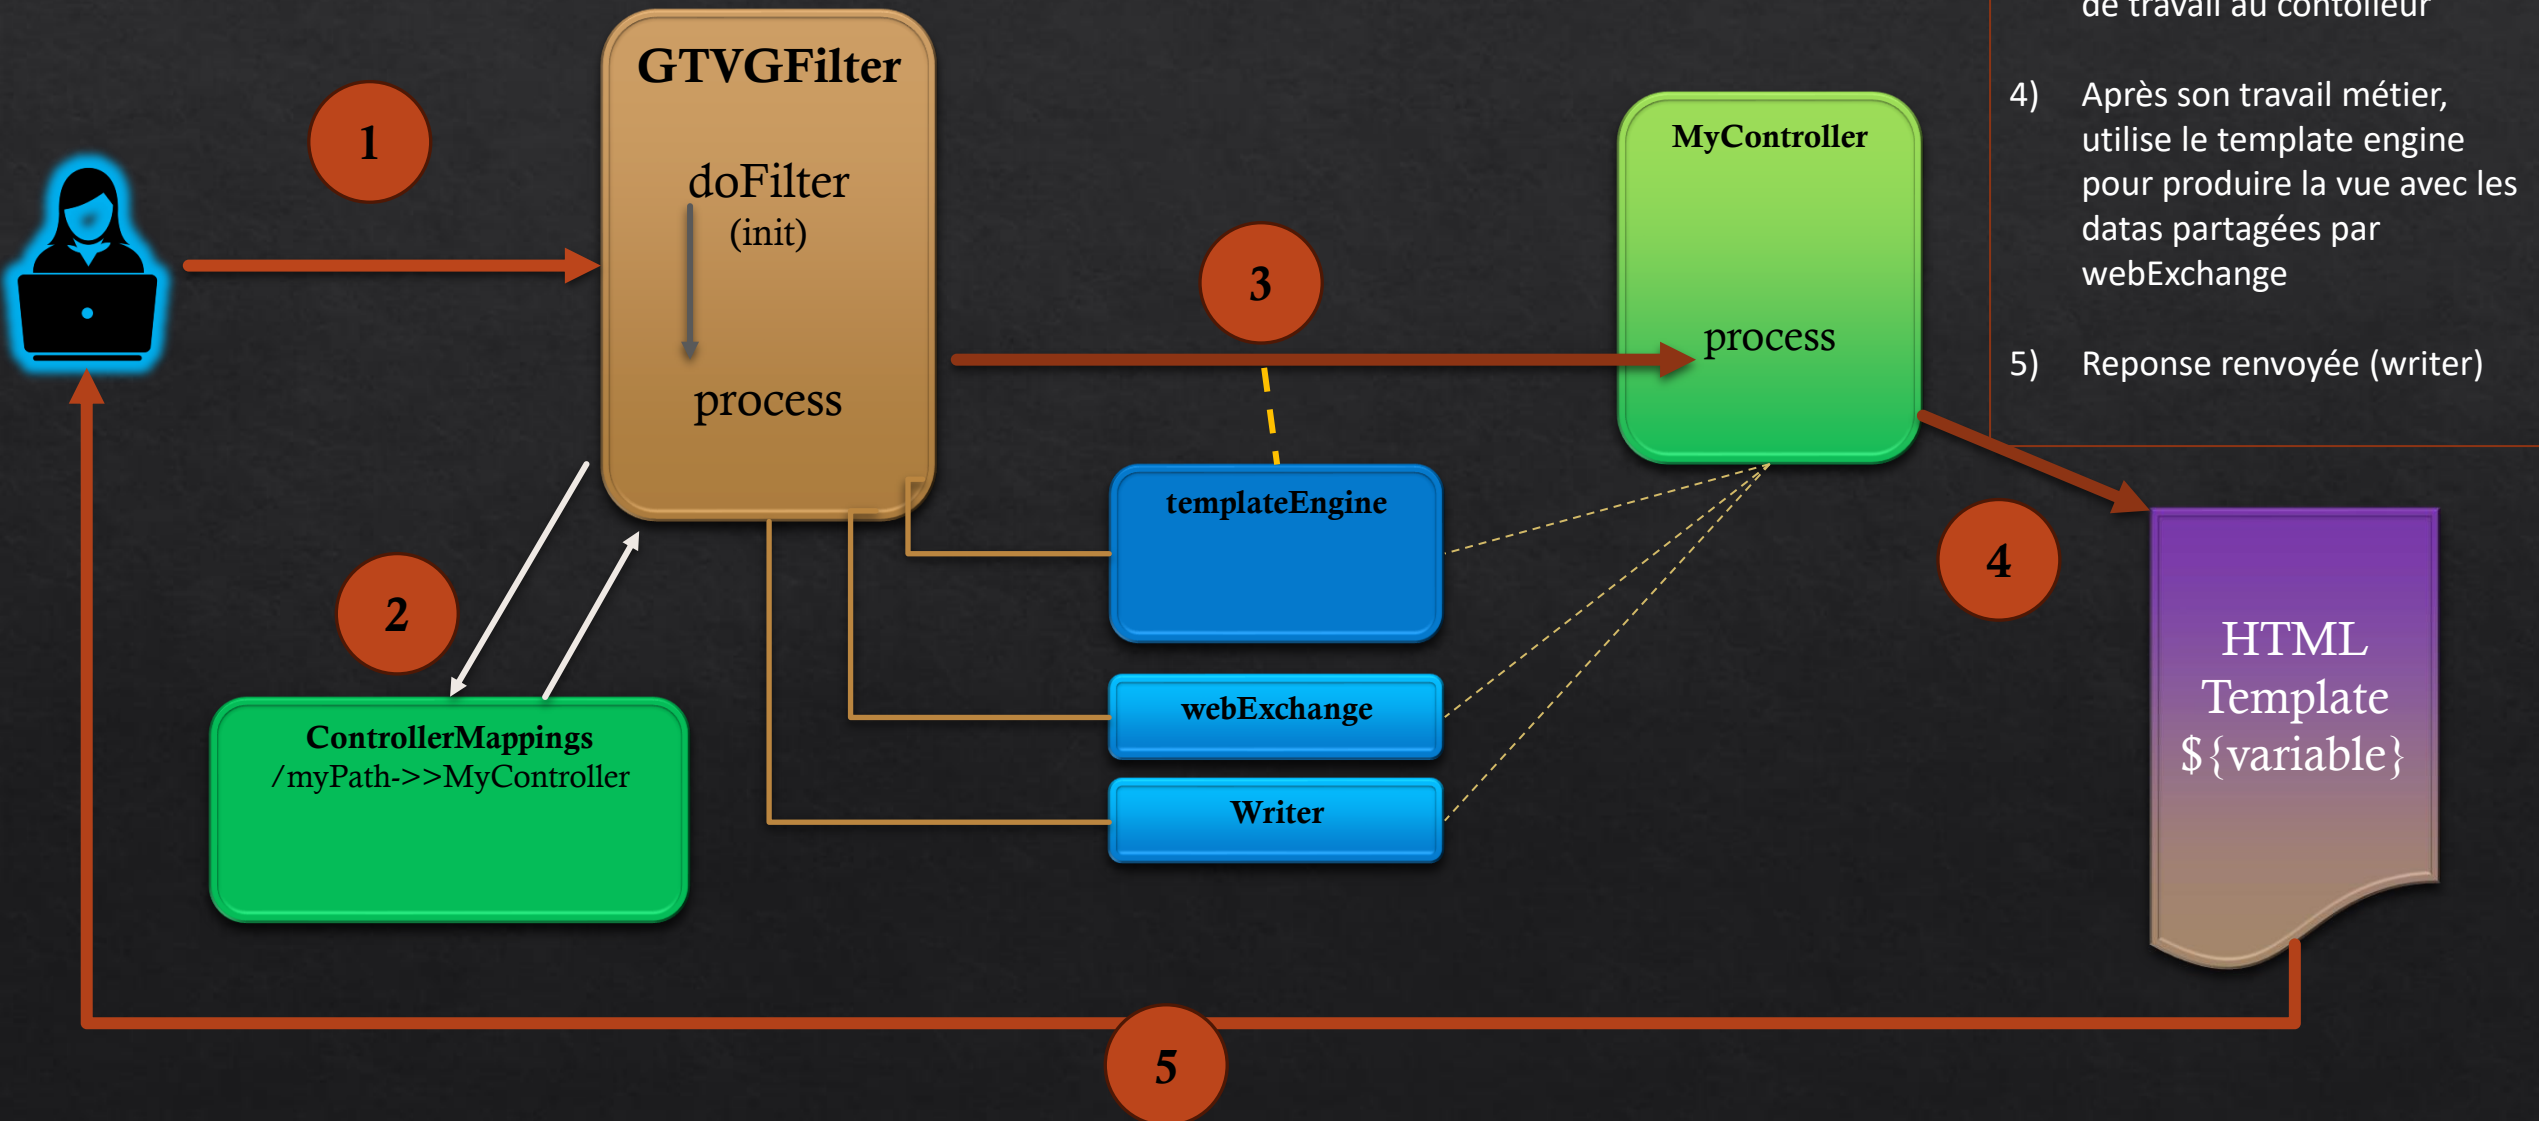 GTVGFilter
doFilter
(init)
process
1
2
ControllerMappings
/myPath->>MyController
3
templateEngine
webExchange
Writer
MyController
process
4
HTML
Template
${variable}
5
de travail au contolleur
4) Après son travail métier,
utilise le template engine
pour produire la vue avec les
datas partagées par
webExchange
5) Reponse renvoyée (writer)